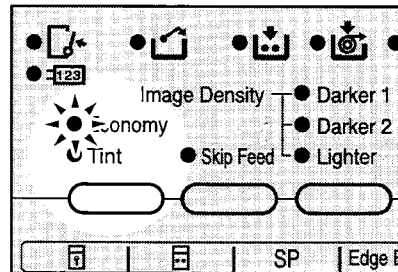 123
Image Density
Darker 1
Economy
Darker 2
Tint
Skip Feed
Lighter
SP
Edge E